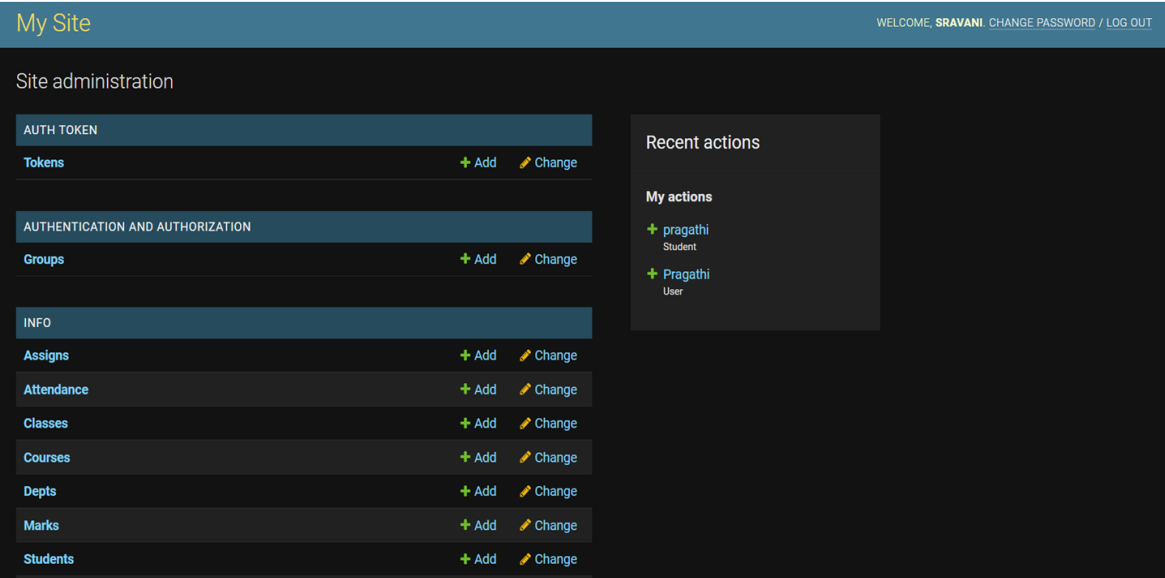 My Site
WELCOME, SRAVANI. CHANGE PASSWORD / LOG OUT
Site administration
AUTH TOKEN
Tokens Add Change
AUTHENTICATION AND AUTHORIZATION
Groups Add Change
INFO
Assigns Add Change
Attendance Add Change
Classes Add Change
Courses Add Change
Depts Add Change
Marks Add Change
Students Add Change
Recent actions
My actions
pragathi
Student
Pragathi
User